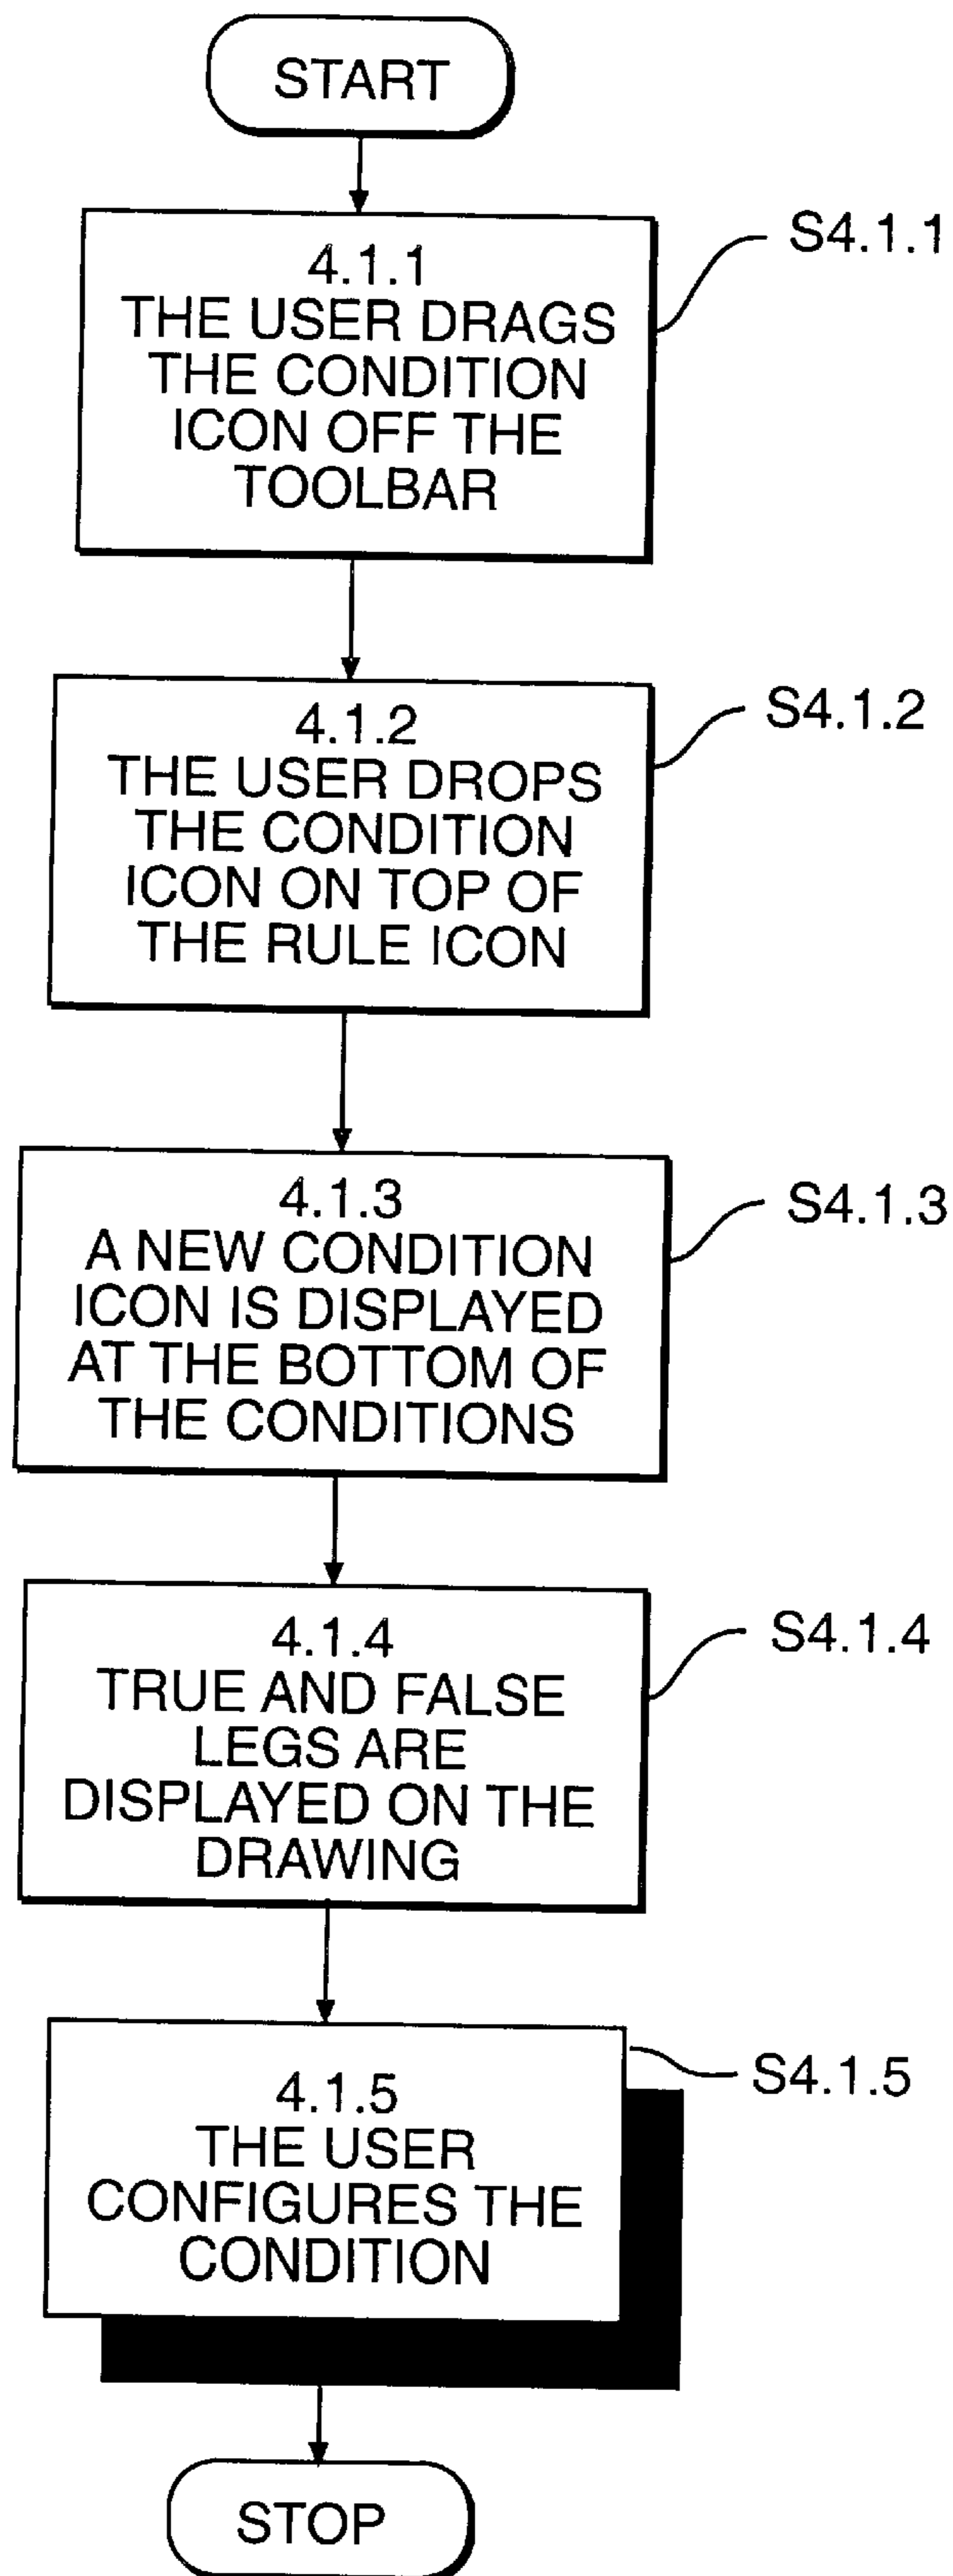 START
4.1.1
THE USER DRAGS
THE CONDITION
ICON OFF THE
TOOLBAR
S4.1.1
4.1.2
THE USER DROPS
THE CONDITION
ICON ON TOP OF
THE RULE ICON
S4.1.2
4.1.3
A NEW CONDITION
ICON IS DISPLAYED
AT THE BOTTOM OF
THE CONDITIONS
S4.1.3
4.1.4
TRUE AND FALSE
LEGS ARE
DISPLAYED ON THE
DRAWING
S4.1.4
4.1.5
THE USER
CONFIGURES THE
CONDITION
S4.1.5
STOP